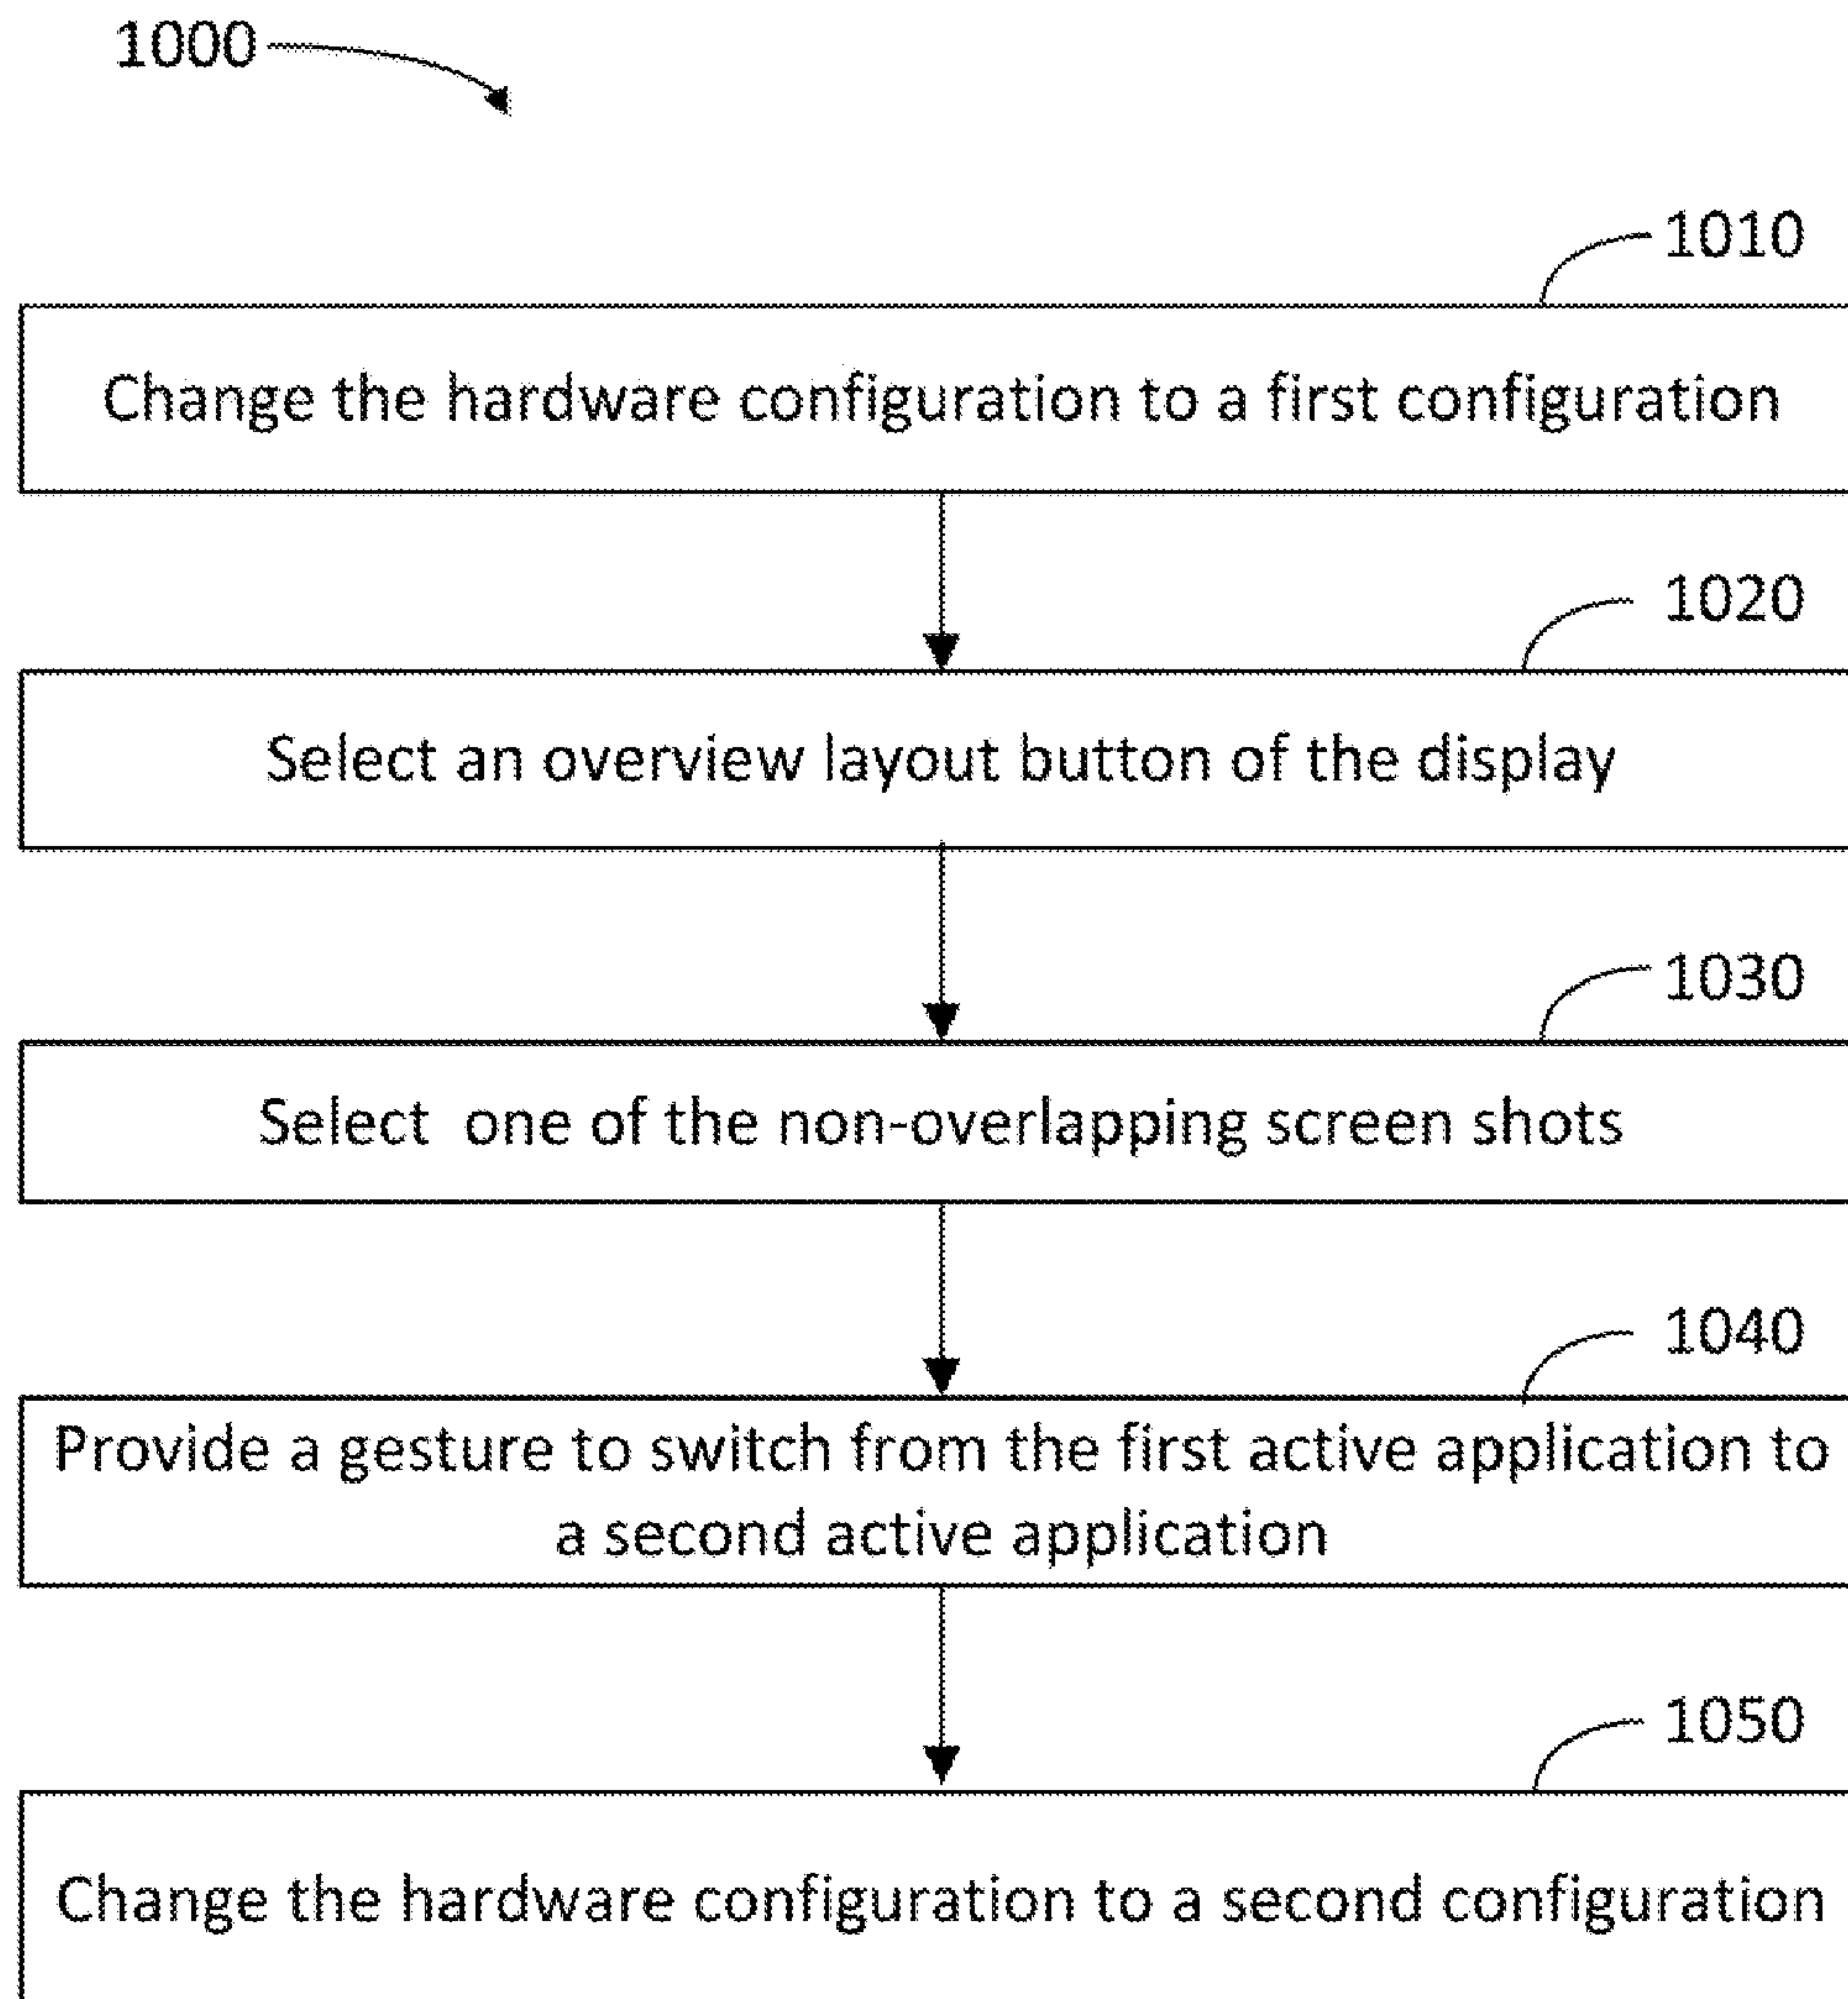 1000
1010
Change the hardware configuration to a first configuration
1020
Select an overview layout button of the display
1030
Select one of the non-overlapping screen shots
1040
Provide a gesture to switch from the first active application to
a second active application
1050
Change the hardware configuration to a second configuration